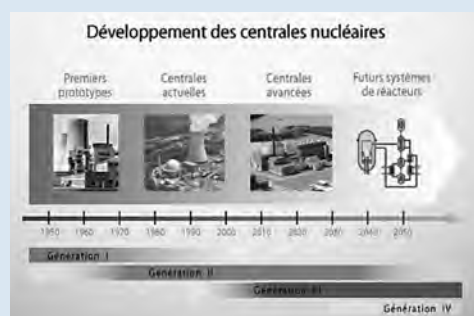 Développement des centrales nucléaires
Premiers prototypes
Centrales actuelles
Centrales avancées
Futurs systèmes de réacteurs
1950 1960 1970 1980 1990 2000 2010 2020 2030 2040 2050
Génération I
Génération II
Génération III
Génération IV